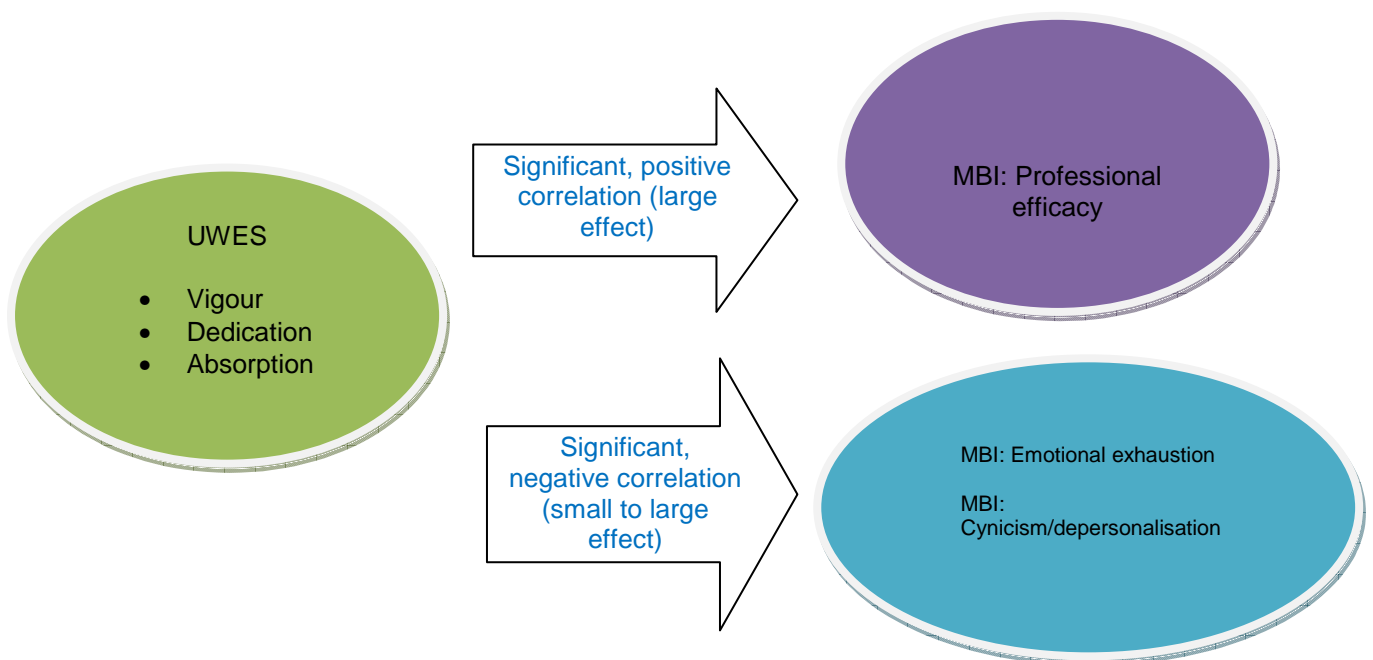 UWES
• Vigour
• Dedication
• Absorption
Significant, positive
correlation (large
effect)
MBI: Professional
efficacy
Significant,
negative correlation
(small to large
effect)
MBI: Emotional exhaustion
MBI:
Cynicism/depersonalisation